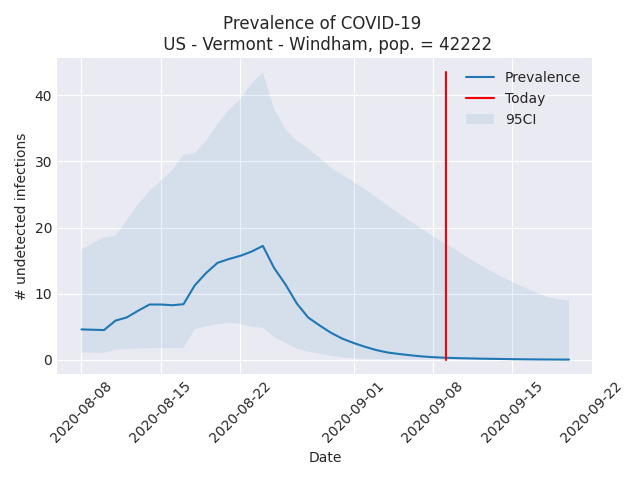 Prevalence of COVID-19
US - Vermont - Windham, pop. = 42222
Prevalence
Today
95CI
# undetected infections
40
30
20
10
0
2020-08-08
2020-08-15
2020-08-22
2020-09-01
2020-09-08
2020-09-15
2020-09-22
Date